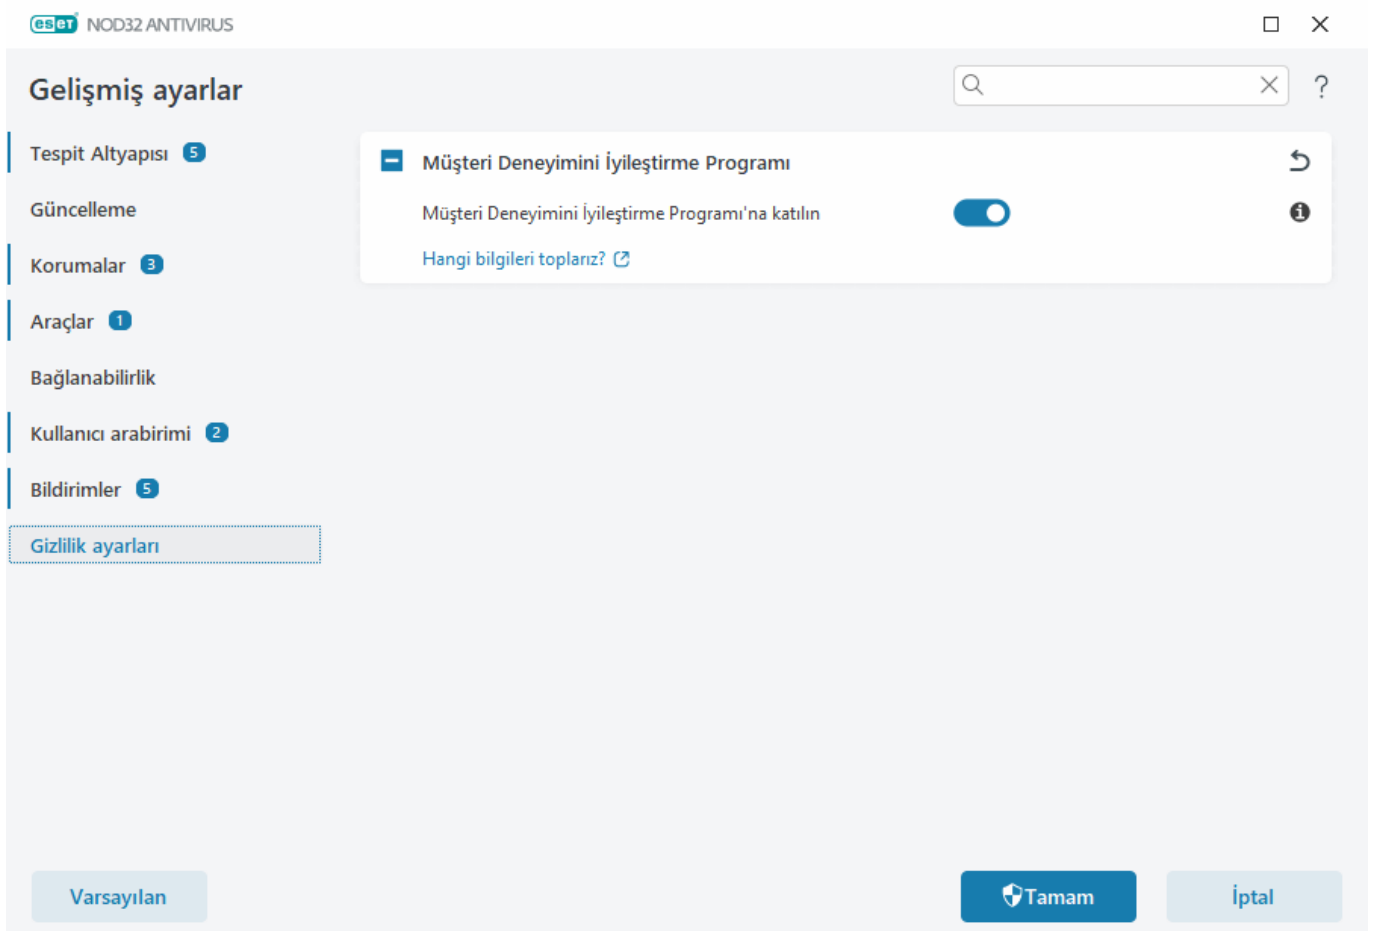 eset NOD32 ANTIVIRUS
Gelişmiş ayarlar
?
Tespit Altyapısı 5
Güncelleme
Korumalar 3
Araçlar 1
Bağlanabilirlik
Kullanıcı arabirimi 2
Bildirimler 5
Gizlilik ayarları
Müşteri Deneyimini İyileştirme Programı
Müşteri Deneyimini İyileştirme Programı'na katılın
Hangi bilgileri toplarız?
Varsayılan
Tamam
İptal